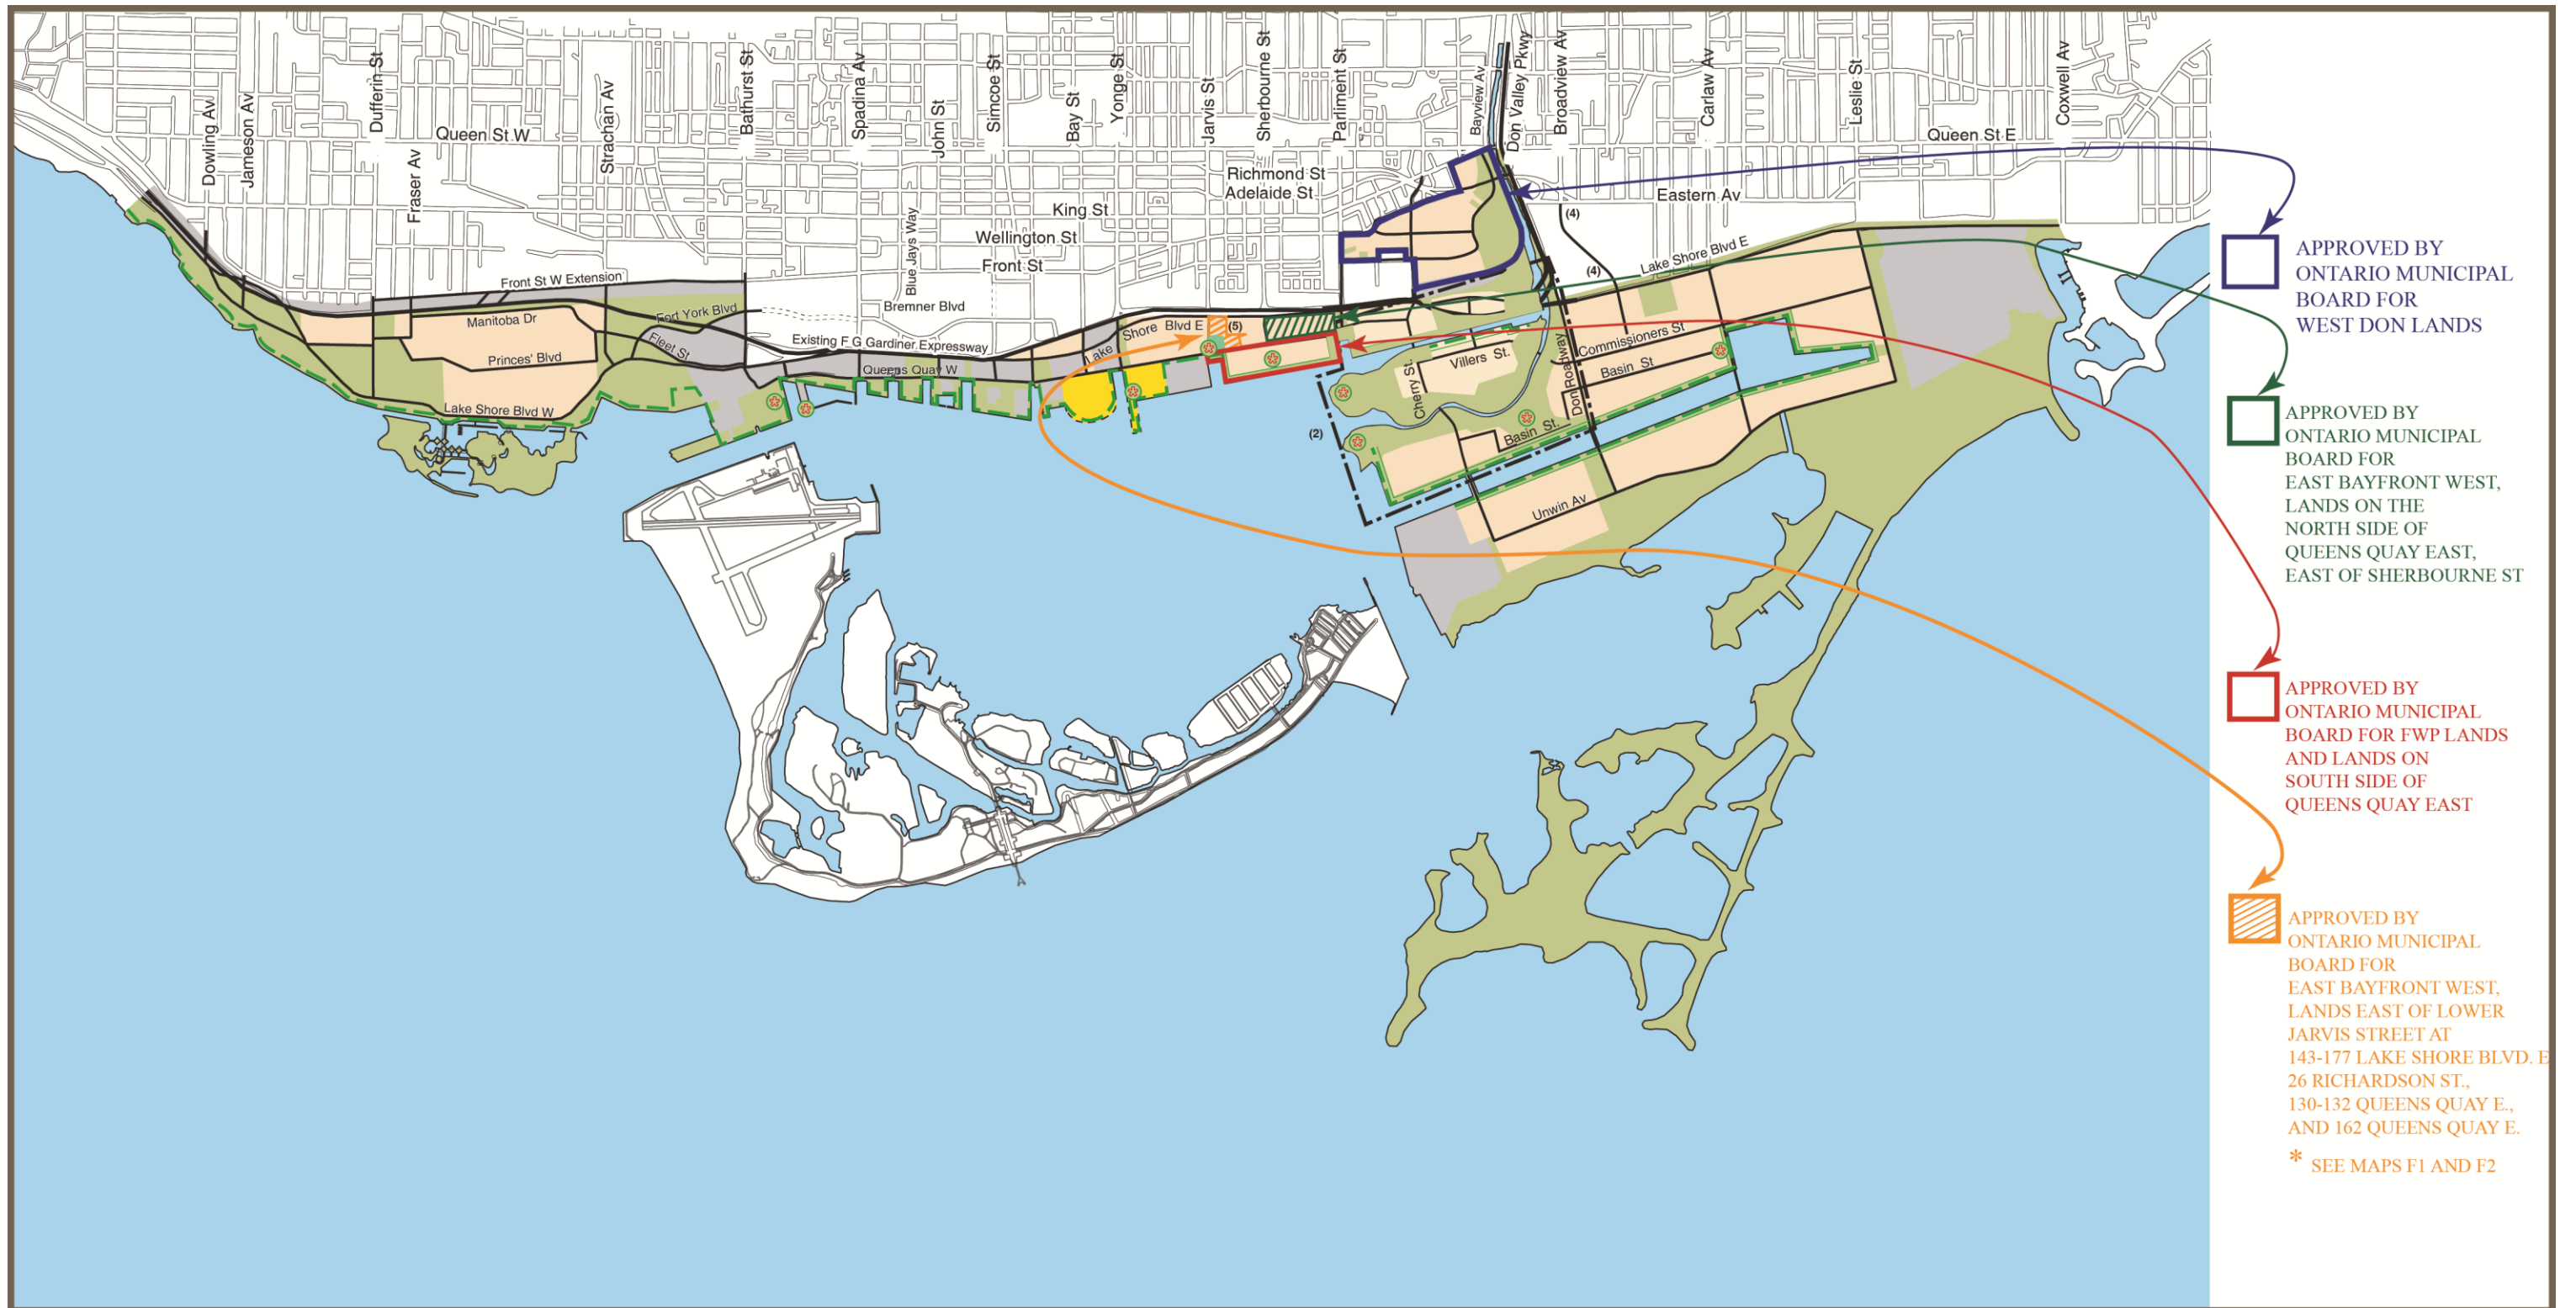 Dowling Av
Jameson Av
Dufferin St
Fraser Av
Queen St W
Strachan Av
Bathurst St
Spadina Av
John St
Simcoe St
Bay St
Yonge St
Jarvis St
Sherbourne St
Parliment St
Bayview Av
Don Valley Pkwy
Broadview Av
Carlaw Av
Leslie St
Coxwell Av
Queen St E
Richmond St
Adelaide St
King St
Wellington St
Front St
Blue Jays Way
Eastern Av
(4)
(4)
Lake Shore Blvd E
Front St W Extension
Manitoba Dr
Fort York Blvd
Fleet St
Princes' Blvd
Lake Shore Blvd W
Bremner Blvd
Existing F G Gardiner Expressway
Queens Quay W
Lake Shore Blvd E
(5)
Cherry St.
Villers St.
Don Roadway
Commissioners St
Basin St
Basin St.
(2)
Unwin Av
APPROVED BY
ONTARIO MUNICIPAL
BOARD FOR
WEST DON LANDS
APPROVED BY
ONTARIO MUNICIPAL
BOARD FOR
EAST BAYFRONT WEST,
LANDS ON THE
NORTH SIDE OF
QUEENS QUAY EAST,
EAST OF SHERBOURNE ST
APPROVED BY
ONTARIO MUNICIPAL
BOARD FOR FWP LANDS
AND LANDS ON
SOUTH SIDE OF
QUEENS QUAY EAST
APPROVED BY
ONTARIO MUNICIPAL
BOARD FOR
EAST BAYFRONT WEST,
LANDS EAST OF LOWER
JARVIS STREET AT
143-177 LAKE SHORE BLVD. E
26 RICHARDSON ST.,
130-132 QUEENS QUAY E.,
AND 162 QUEENS QUAY E.
* SEE MAPS F1 AND F2